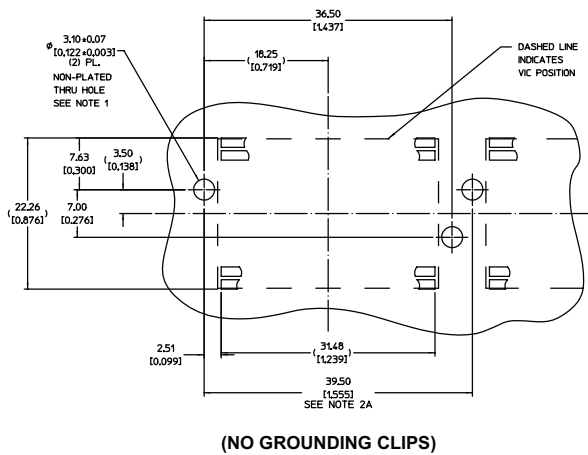 36.50
[1.437]
ø 3.10±0.07
[0.122±0.003]
(2) PL.
NON-PLATED
THRU HOLE
SEE NOTE 1
18.25
( [0.719] )
DASHED LINE
INDICATES
VIC POSITION
7.63
[0.300]
3.50
( [0.138] )
22.26
( [0.876] )
7.00
[0.276]
2.51
[0.099]
31.48
( [1.239] )
39.50
[1.555]
SEE NOTE 2A
(NO GROUNDING CLIPS)